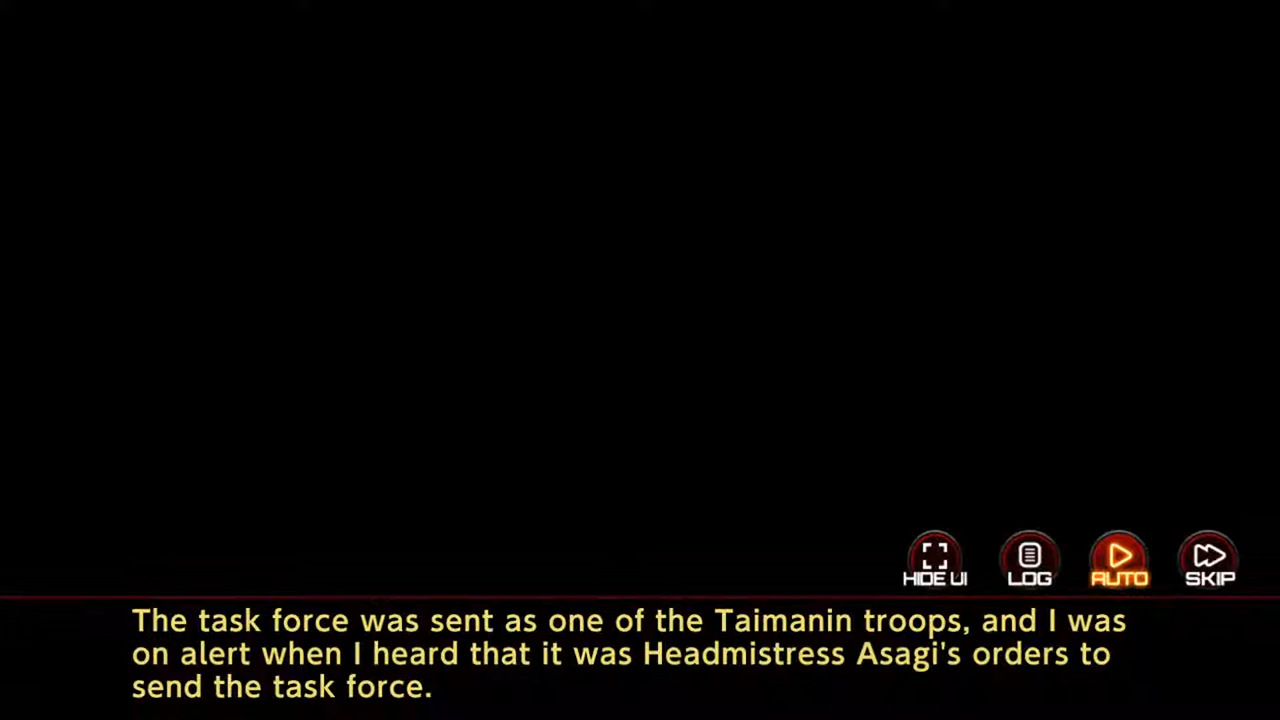 HIDE UI LOG AUTO SKIP
The task force was sent as one of the Taimanin troops, and I was
on alert when I heard that it was Headmistress Asagi's orders to
send the task force.